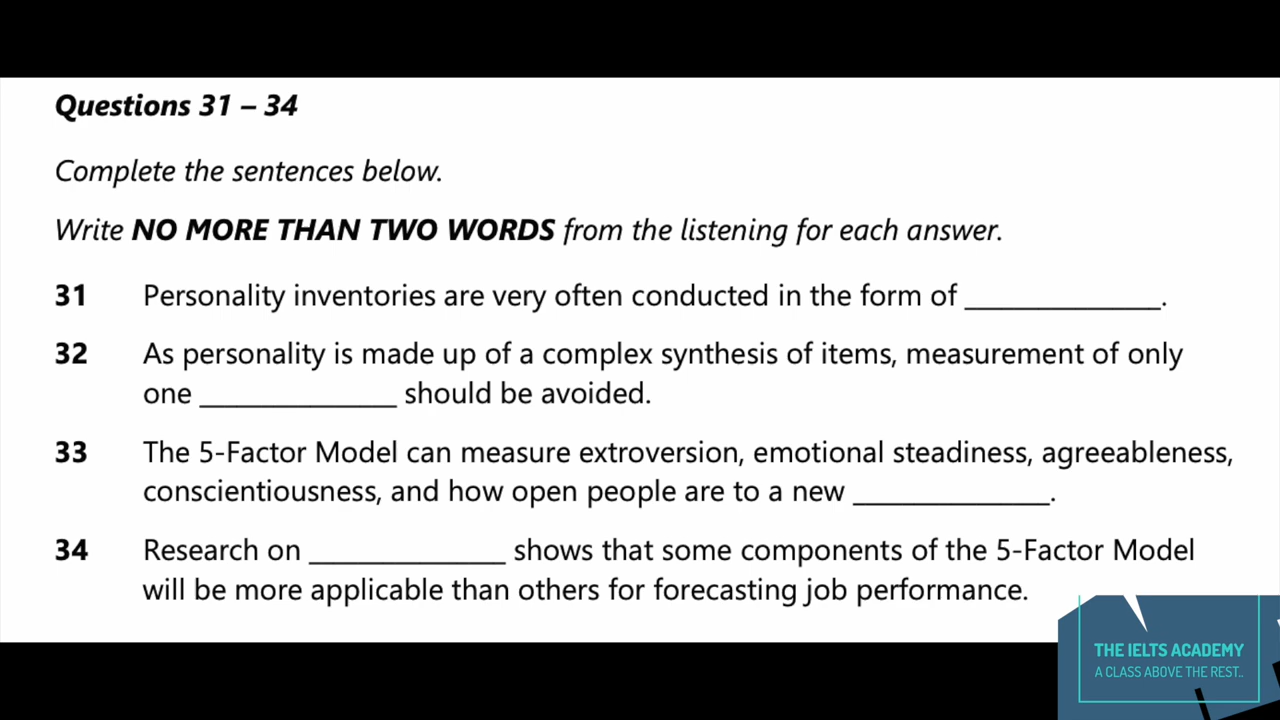 Questions 31 – 34
Complete the sentences below.
Write NO MORE THAN TWO WORDS from the listening for each answer.
31 Personality inventories are very often conducted in the form of ______________.
32 As personality is made up of a complex synthesis of items, measurement of only
one ______________ should be avoided.
33 The 5-Factor Model can measure extroversion, emotional steadiness, agreeableness,
conscientiousness, and how open people are to a new ______________.
34 Research on ______________ shows that some components of the 5-Factor Model
will be more applicable than others for forecasting job performance.
THE IELTS ACADEMY
A CLASS ABOVE THE REST..